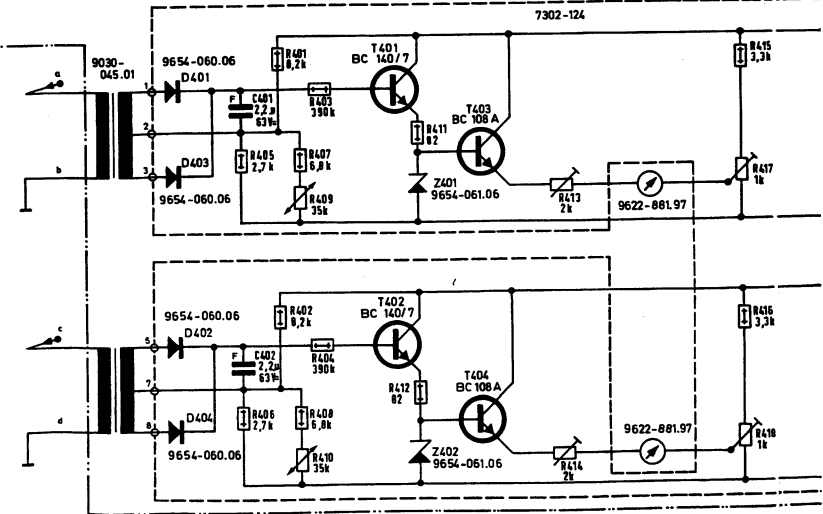 7302-124
9030-
045.01
a
b
1
2
3
9654-060.06
D401
D403
9654-060.06
F
C401
2,2µ
63V=
R401
8,2k
R403
390k
R405
2,7k
R407
6,8k
R409
35k
T401
BC 140/7
R411
82
Z401
9654-061.06
T403
BC 108A
R413
2k
9622-881.97
R415
3,3k
R417
1k
c
d
5
7
8
9654-060.06
D402
D404
9654-060.06
F
C402
2,2µ
63V=
R402
8,2k
R404
390k
R406
2,7k
R408
6,8k
R410
35k
T402
BC 140/7
R412
82
Z402
9654-061.06
T404
BC 108A
R414
2k
9622-881.97
R416
3,3k
R418
1k